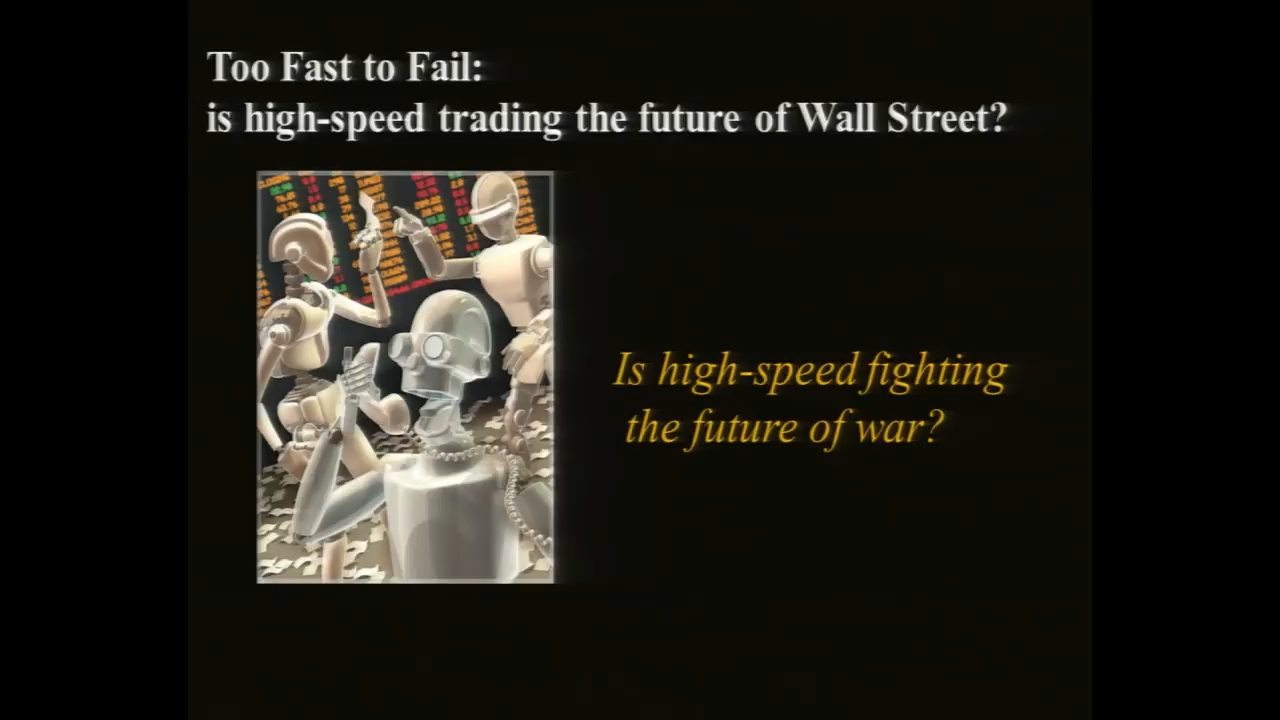 Too Fast to Fail:
is high-speed trading the future of Wall Street?
Is high-speed fighting
the future of war?